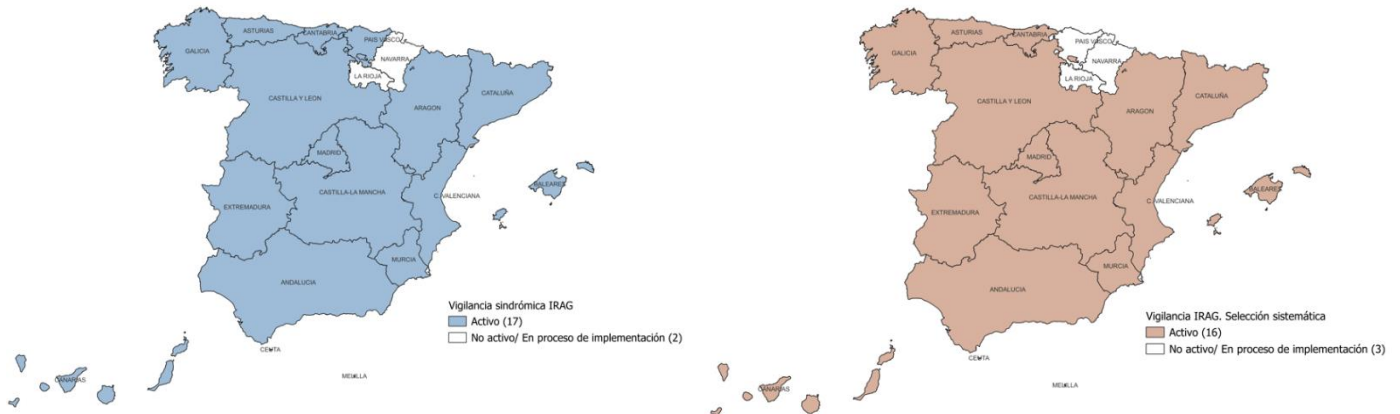 ASTURIAS
CANTABRIA
GALICIA
PAIS VASCO
NAVARRA
LA RIOJA
CASTILLA Y LEON
CATALUÑA
ARAGON
MADRID
BALEARES
CASTILLA-LA MANCHA
C. VALENCIANA
EXTREMADURA
MURCIA
ANDALUCIA
CEUTA
MELILLA
CANARIAS
Vigilancia sindrómica IRAG
Activo (17)
No activo/ En proceso de implementación (2)
ASTURIAS
CANTABRIA
GALICIA
PAIS VASCO
NAVARRA
LA RIOJA
CASTILLA Y LEON
CATALUÑA
ARAGON
MADRID
BALEARES
CASTILLA-LA MANCHA
C. VALENCIANA
EXTREMADURA
MURCIA
ANDALUCIA
CEUTA
MELILLA
CANARIAS
Vigilancia IRAG. Selección sistemática
Activo (16)
No activo/ En proceso de implementación (3)